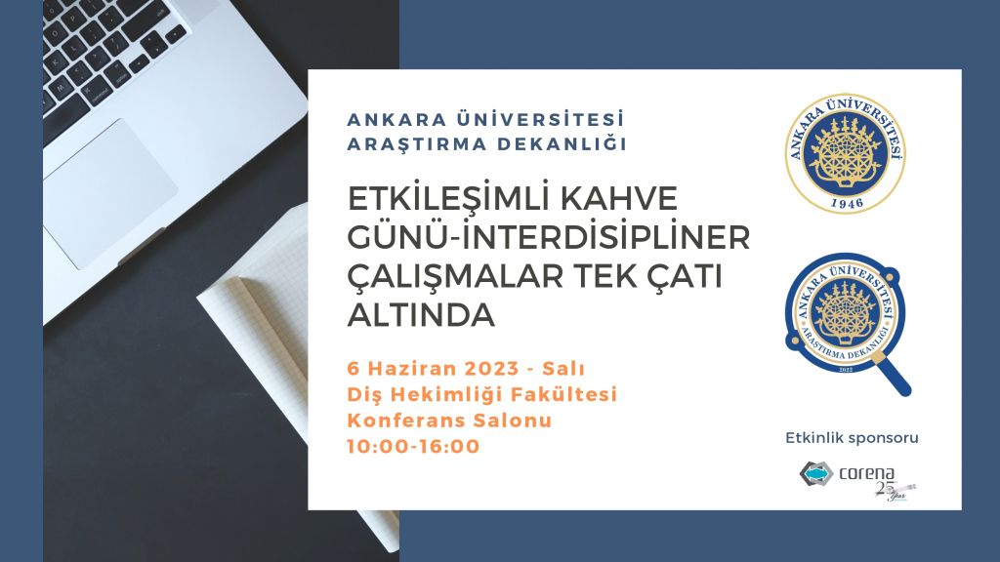 ANKARA ÜNİVERSİTESİ
ARAŞTIRMA DEKANLIĞI
ETKİLEŞİMLİ KAHVE
GÜNÜ-İNTERDİSİPLİNER
ÇALIŞMALAR TEK ÇATI
ALTINDA
6 Haziran 2023 - Salı
Diş Hekimliği Fakültesi
Konferans Salonu
10:00-16:00
ANKARA ÜNİVERSİTESİ
1946
ANKARA ÜNİVERSİTESİ
ARAŞTIRMA DEKANLIĞI
2022
Etkinlik sponsoru
corena
25